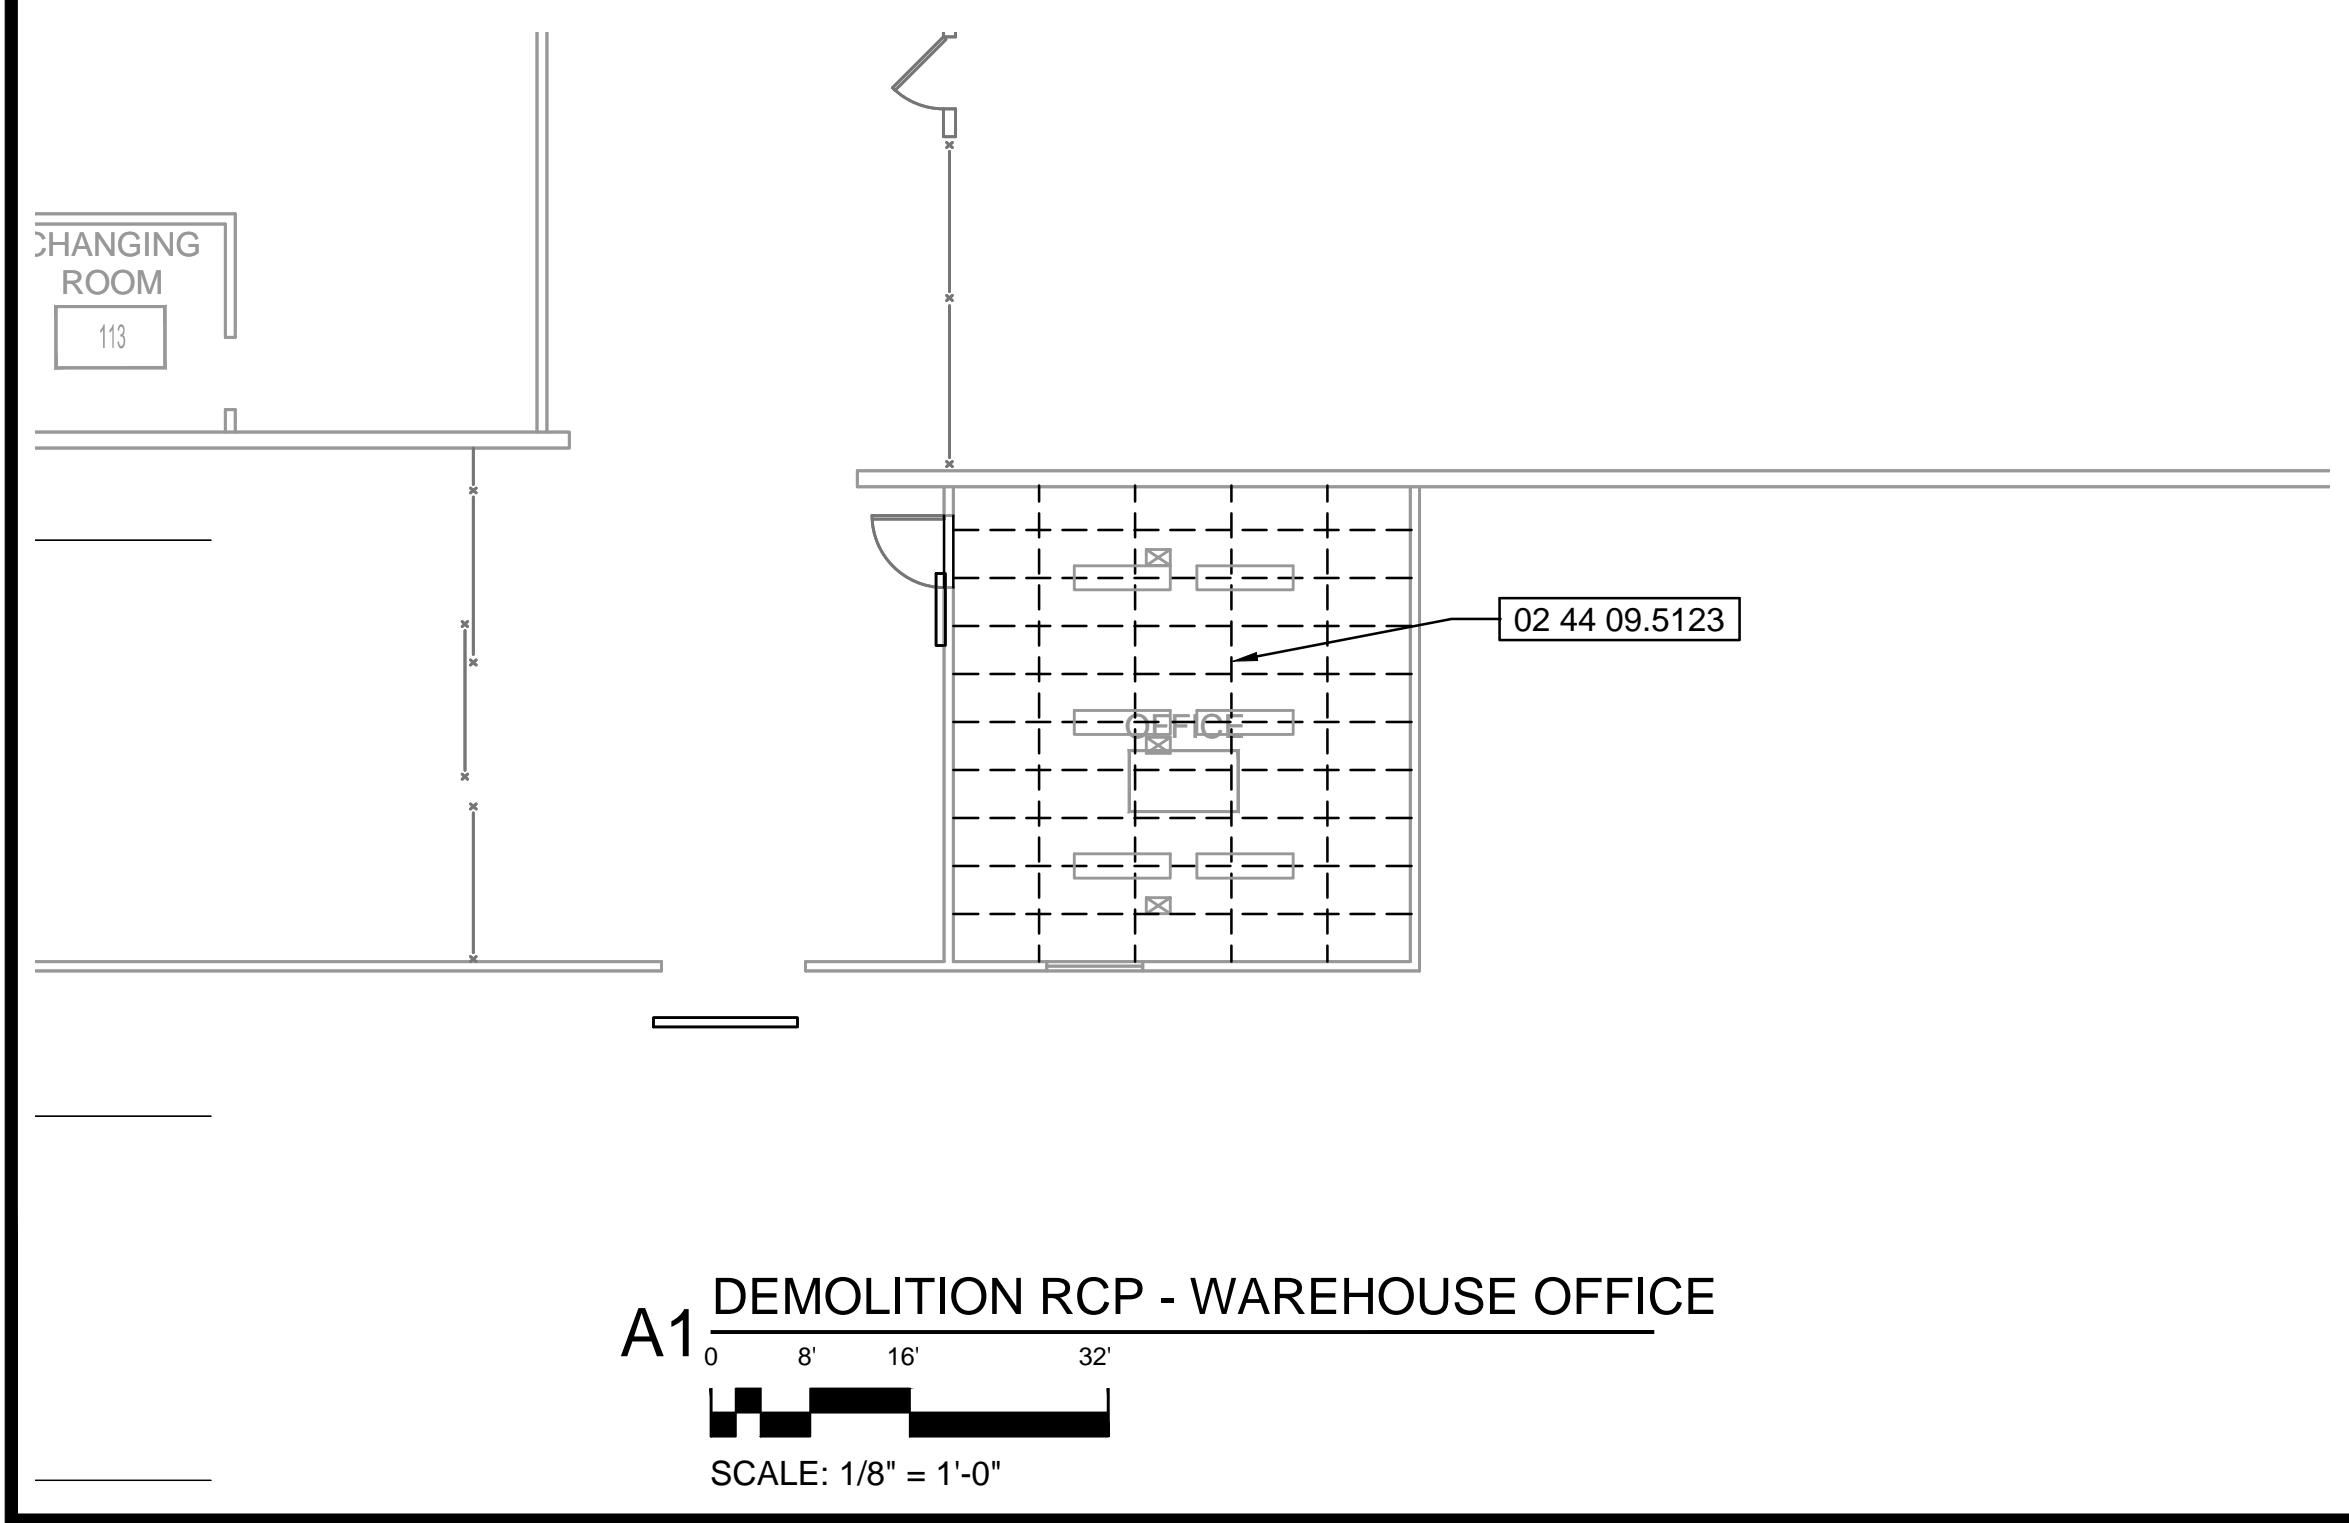 CHANGING
ROOM
113
02 44 09.5123
OFFICE
A1
DEMOLITION RCP - WAREHOUSE OFFICE
0 8' 16' 32'
SCALE: 1/8" = 1'-0"